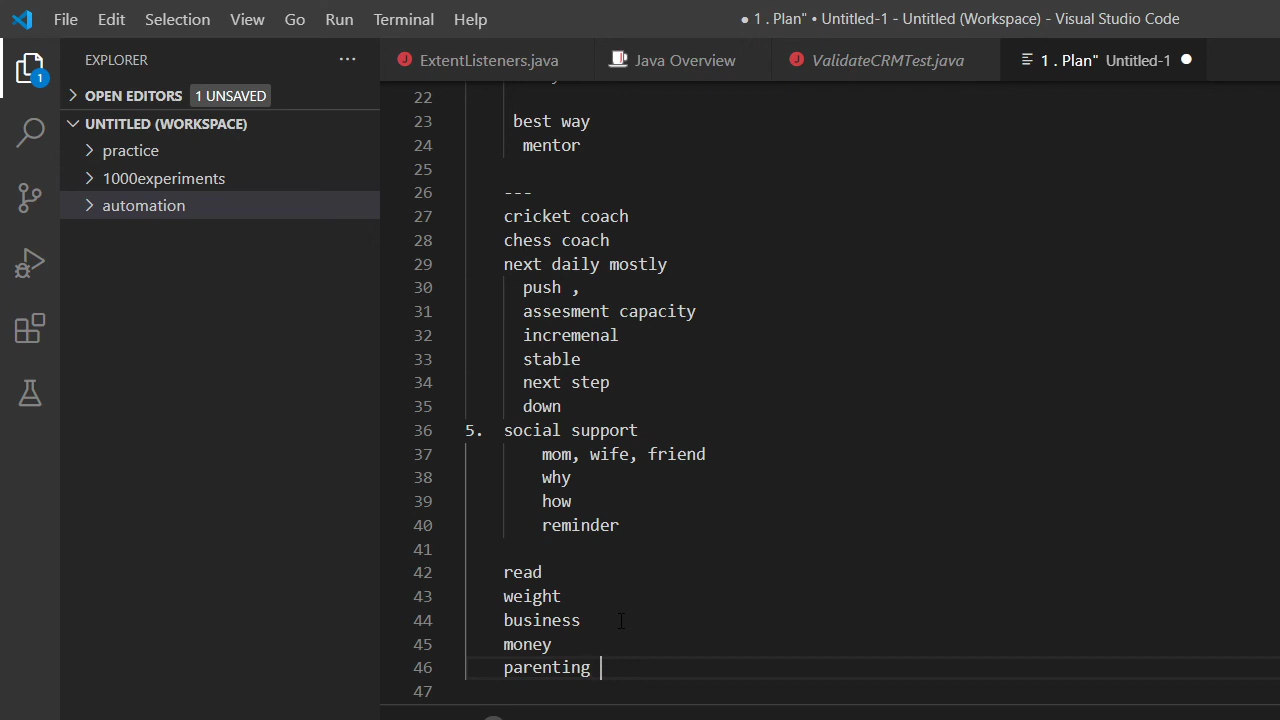 File Edit Selection View Go Run Terminal Help
● 1 . Plan" • Untitled-1 - Untitled (Workspace) - Visual Studio Code
EXPLORER ···
ExtentListeners.java
Java Overview
ValidateCRMTest.java
1 . Plan" Untitled-1 ●
1
OPEN EDITORS 1 UNSAVED
UNTITLED (WORKSPACE)
practice
1000experiments
automation
22
23 best way
24 mentor
25
26 ---
27 cricket coach
28 chess coach
29 next daily mostly
30 push ,
31 assesment capacity
32 incremenal
33 stable
34 next step
35 down
36 5. social support
37 mom, wife, friend
38 why
39 how
40 reminder
41
42 read
43 weight
44 business
45 money
46 parenting
47